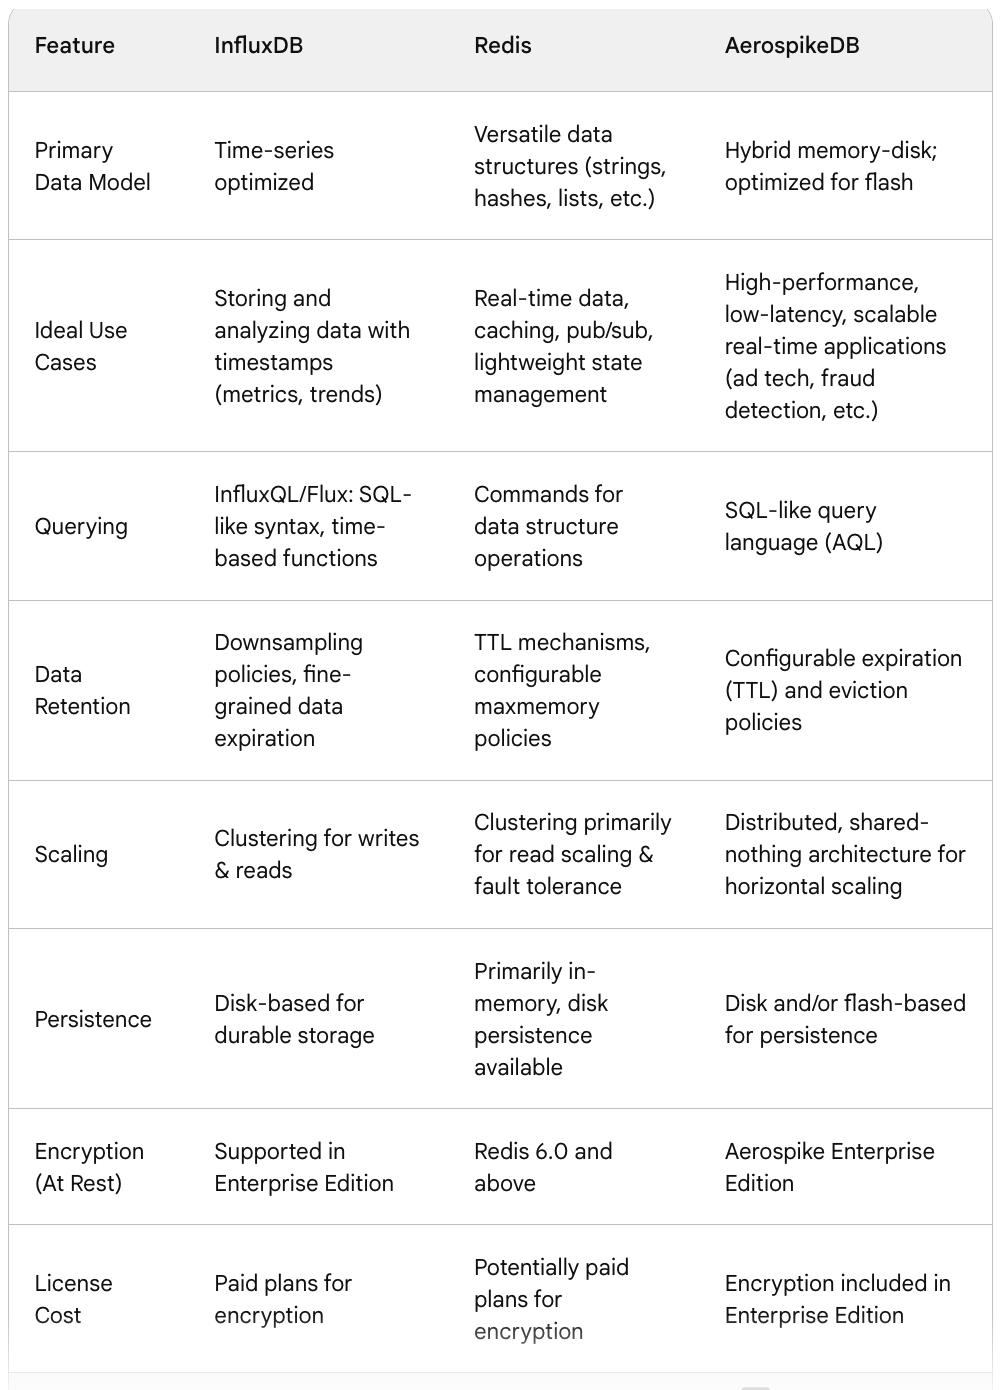 Feature InfluxDB Redis AerospikeDB
Primary
Data Model
Time-series
optimized
Versatile data
structures (strings,
hashes, lists, etc.)
Hybrid memory-disk;
optimized for flash
Ideal Use
Cases
Storing and
analyzing data with
timestamps
(metrics, trends)
Real-time data,
caching, pub/sub,
lightweight state
management
High-performance,
low-latency, scalable
real-time applications
(ad tech, fraud
detection, etc.)
Querying
InfluxQL/Flux: SQL-
like syntax, time-
based functions
Commands for
data structure
operations
SQL-like query
language (AQL)
Data
Retention
Downsampling
policies, fine-
grained data
expiration
TTL mechanisms,
configurable
maxmemory
policies
Configurable expiration
(TTL) and eviction
policies
Scaling
Clustering for writes
& reads
Clustering primarily
for read scaling &
fault tolerance
Distributed, shared-
nothing architecture for
horizontal scaling
Persistence
Disk-based for
durable storage
Primarily in-
memory, disk
persistence
available
Disk and/or flash-based
for persistence
Encryption
(At Rest)
Supported in
Enterprise Edition
Redis 6.0 and
above
Aerospike Enterprise
Edition
License
Cost
Paid plans for
encryption
Potentially paid
plans for
encryption
Encryption included in
Enterprise Edition